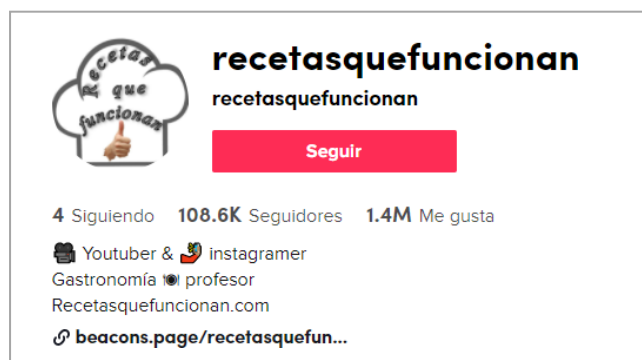 Recetas
que
funcionan
recetasquefuncionan
recetasquefuncionan
Seguir
4 Siguiendo 108.6K Seguidores 1.4M Me gusta
Youtuber & instagramer
Gastronomía profesor
Recetasquefuncionan.com
beacons.page/recetasquefun...